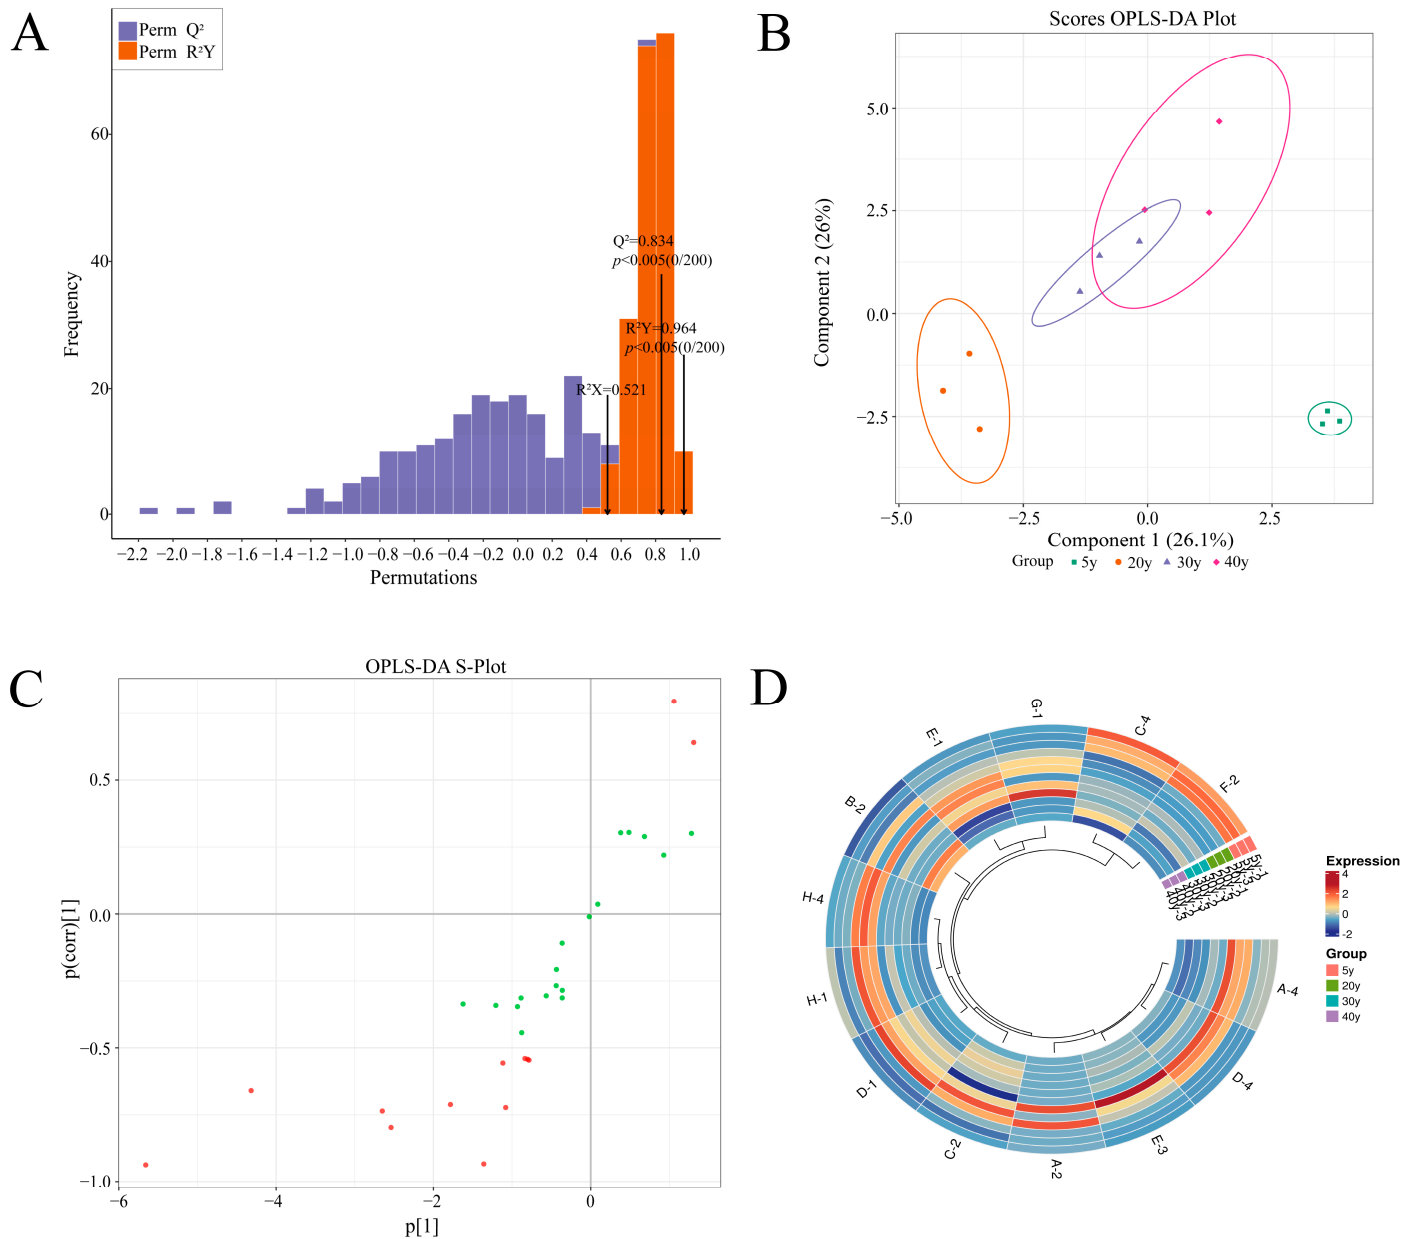 A
Perm Q²
Perm R²Y
Frequency
60
40
20
0
Q²=0.834
p<0.005(0/200)
R²Y=0.964
p<0.005(0/200)
R²X=0.521
−2.2 −2.0 −1.8 −1.6 −1.4 −1.2 −1.0 −0.8 −0.6 −0.4 −0.2 0.0 0.2 0.4 0.6 0.8 1.0
Permutations
B
Scores OPLS-DA Plot
Component 2 (26%)
5.0
2.5
0.0
−2.5
−5.0 −2.5 0.0 2.5
Component 1 (26.1%)
Group 5y 20y 30y 40y
C
OPLS-DA S-Plot
p(corr)[1]
0.5
0.0
−0.5
−1.0
−6 −4 −2 0
p[1]
D
G-1
C-4
F-2
E-1
B-2
H-4
H-1
D-1
C-2
A-2
E-3
D-4
A-4
5y-1
40y-3
Expression
4
2
0
-2
Group
5y
20y
30y
40y